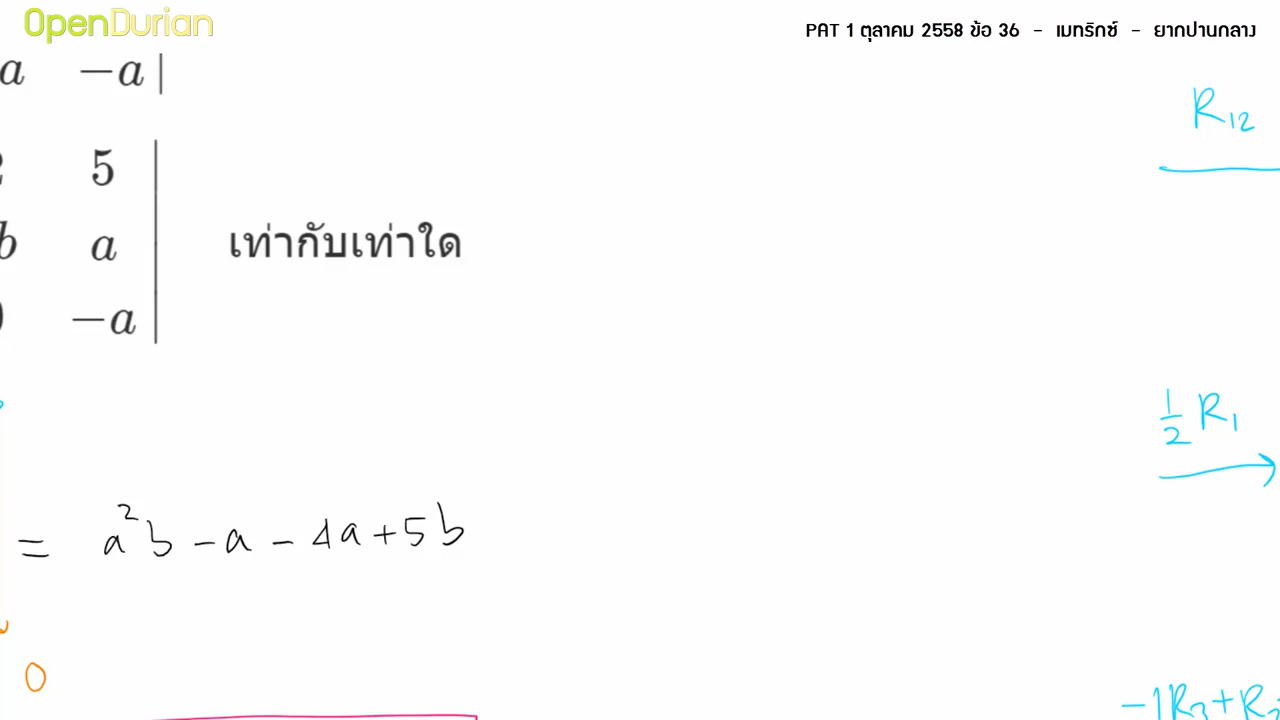 OpenDurian
PAT 1 ตุลาคม 2558 ข้อ 36 - เมทริกซ์ - ยากปานกลาง
a -a |
R12
5
b a เท่ากับเท่าใด
-a
1/2 R1
= a²b - a - 4a + 5b
0